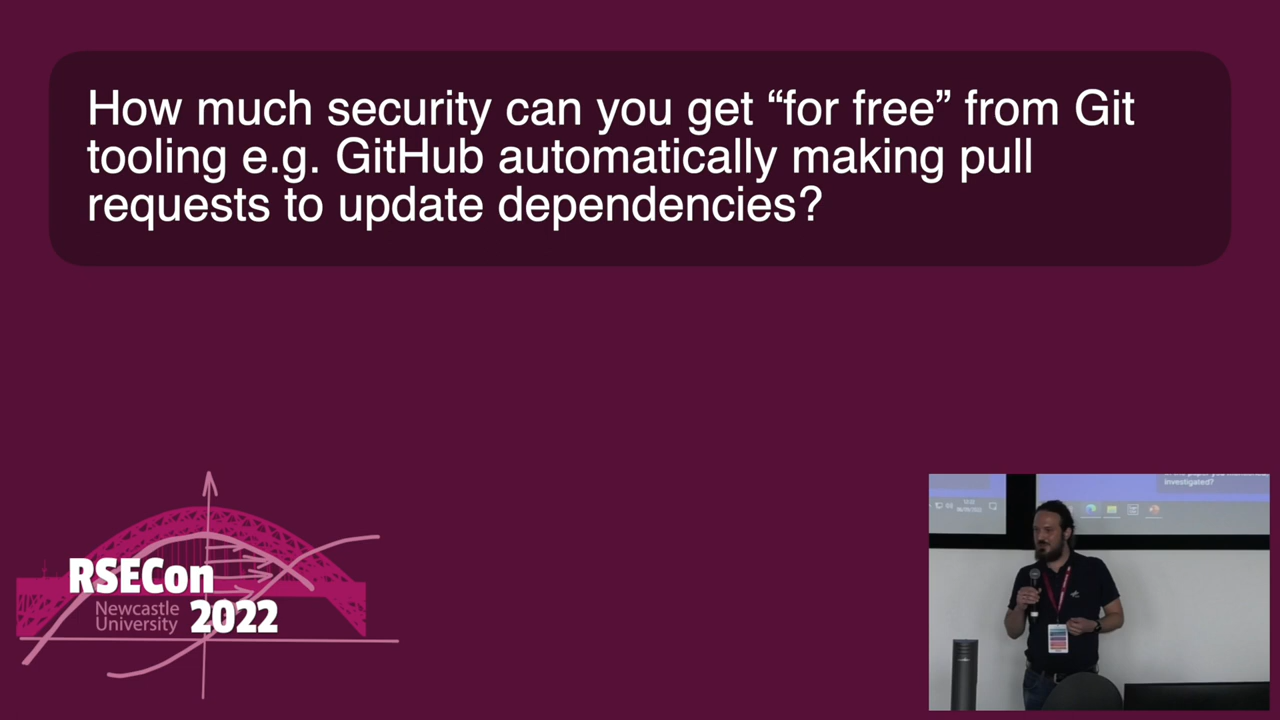 How much security can you get “for free” from Git
tooling e.g. GitHub automatically making pull
requests to update dependencies?
RSECon
Newcastle
University
2022
investigated?